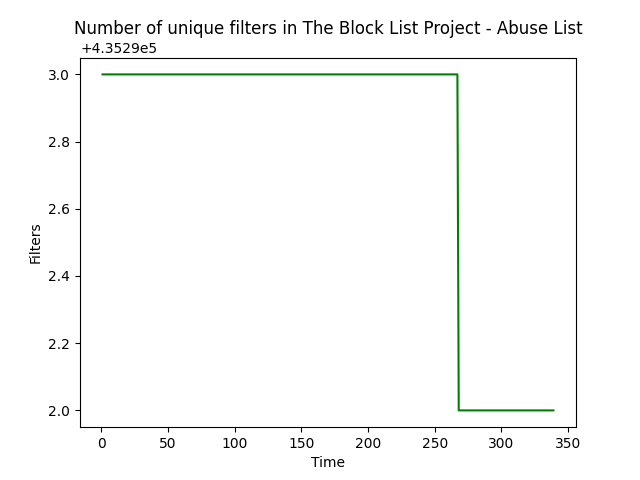 Number of unique filters in The Block List Project - Abuse List
+4.3529e5
3.0
2.8
2.6
2.4
2.2
2.0
Filters
0 50 100 150 200 250 300 350
Time